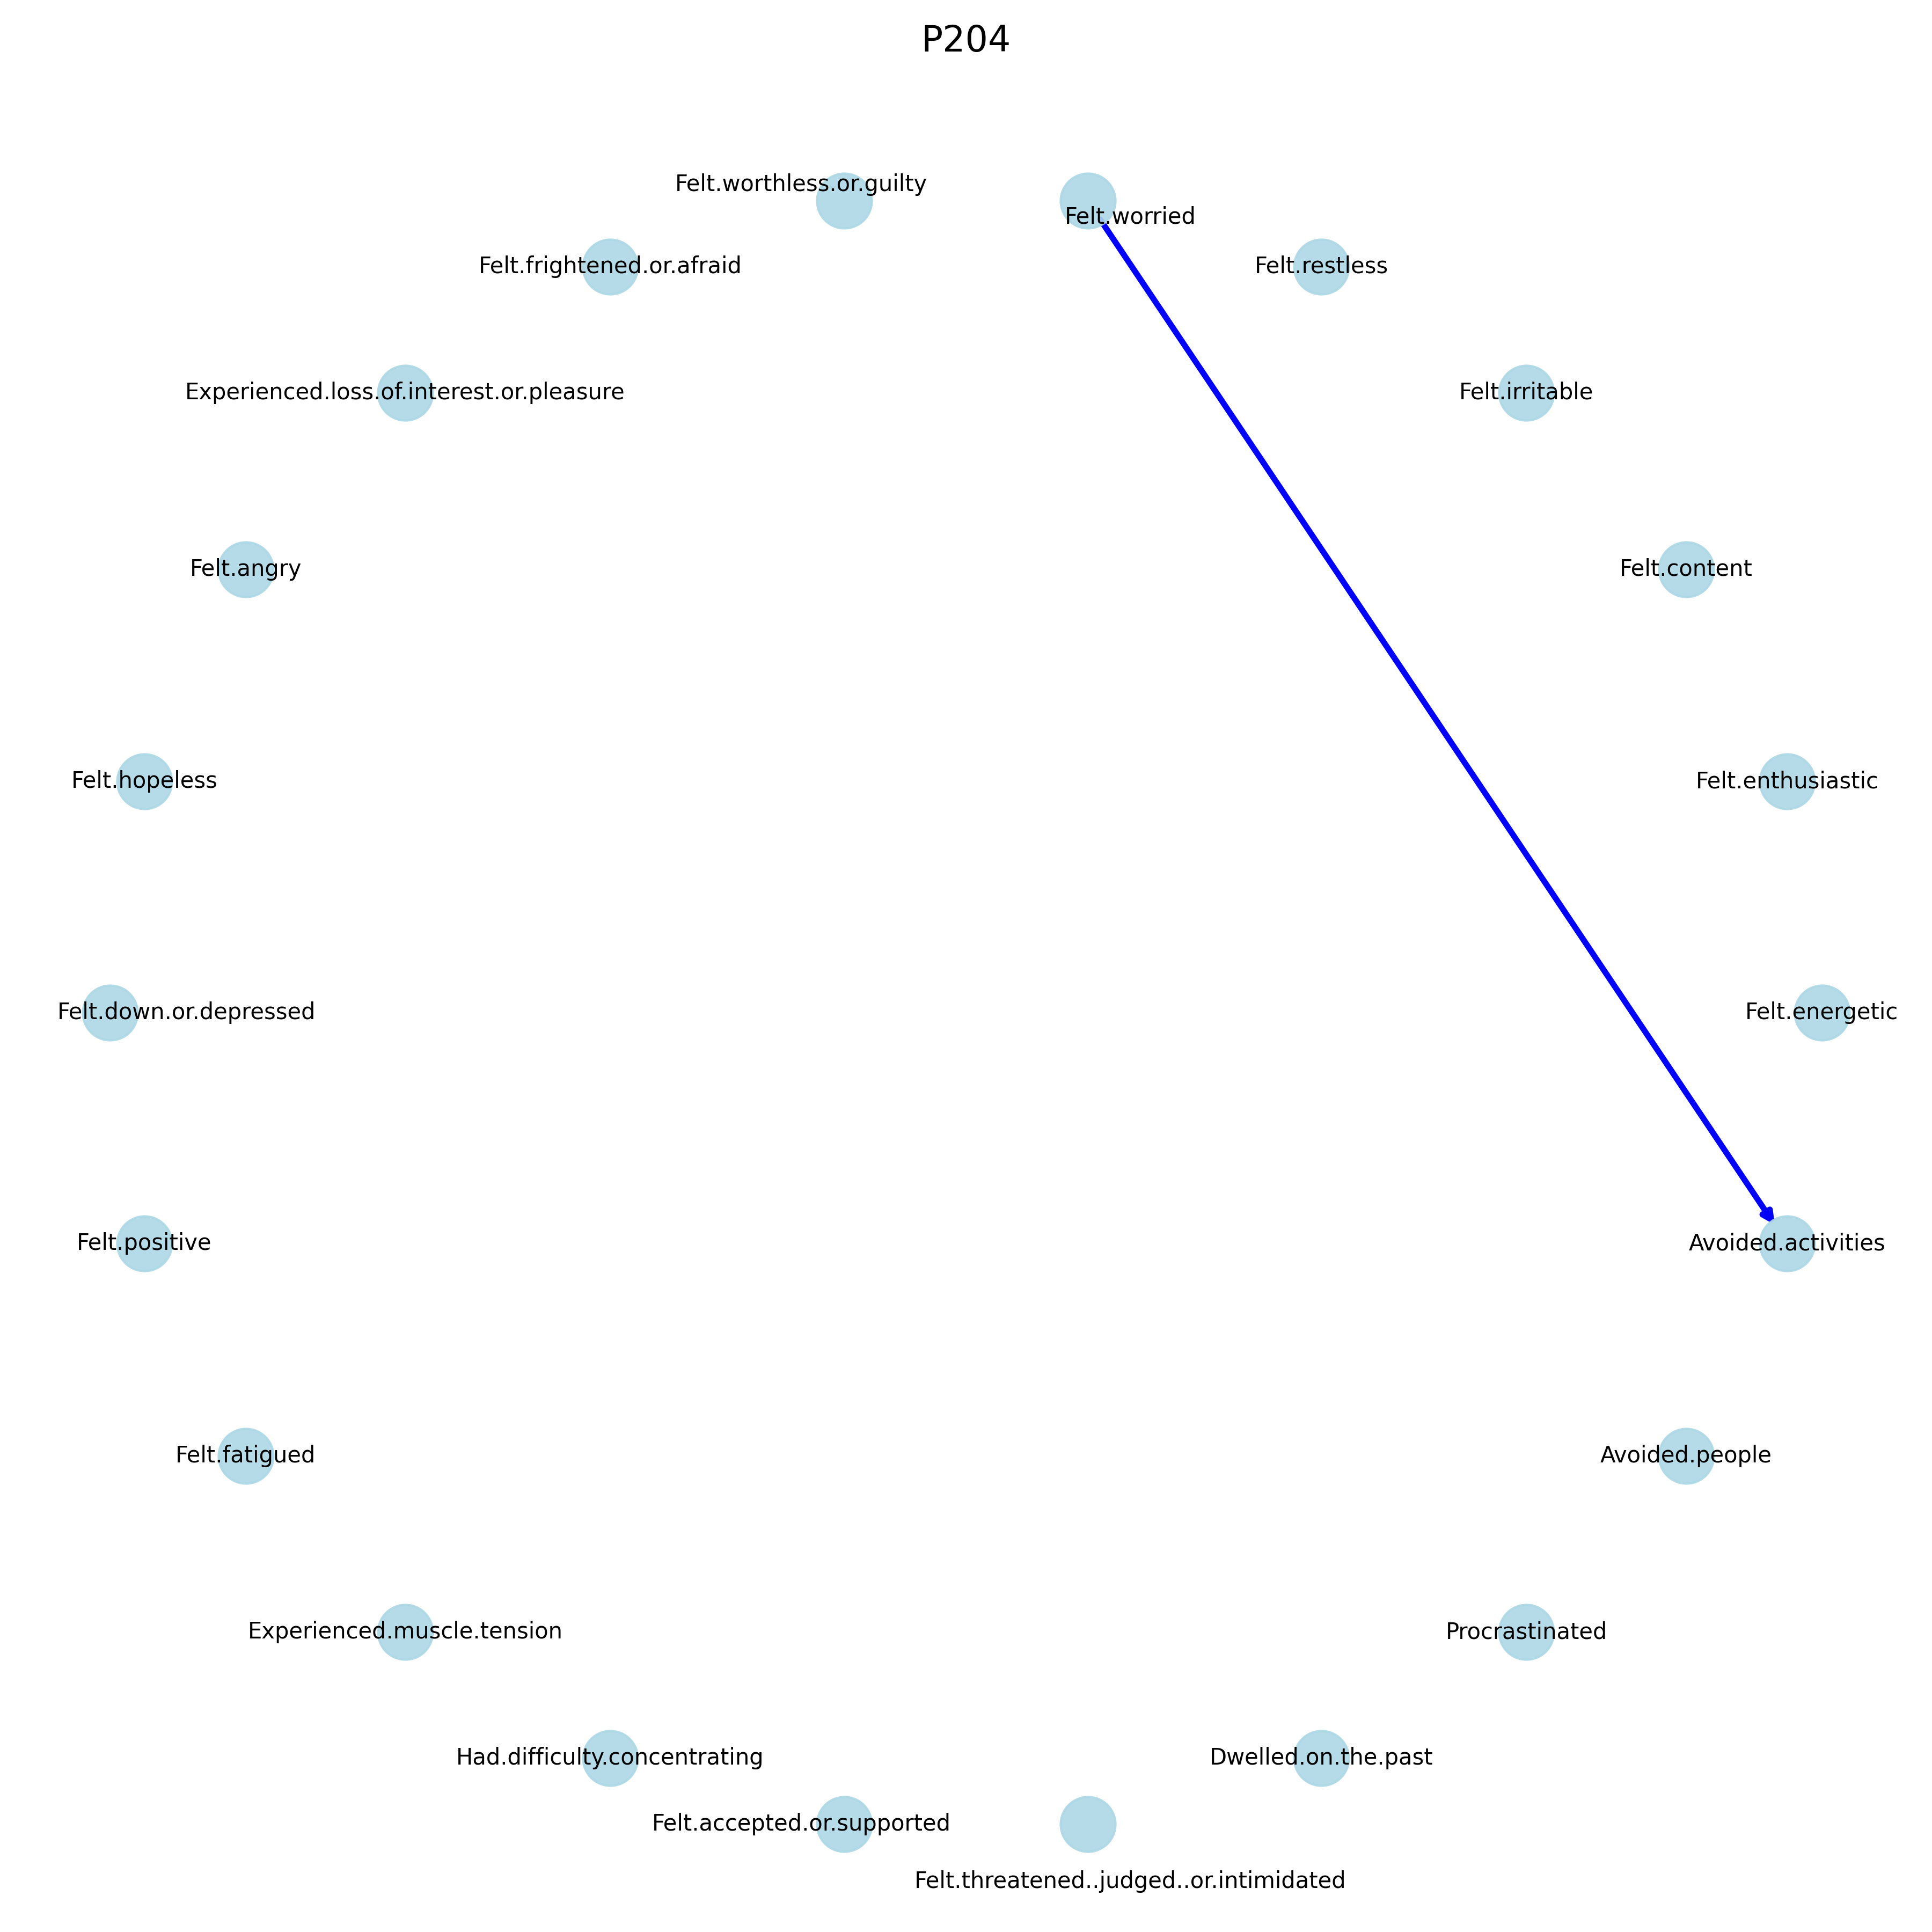 P204
Felt.worthless.or.guilty
Felt.worried
Felt.frightened.or.afraid
Felt.restless
Experienced.loss.of.interest.or.pleasure
Felt.irritable
Felt.angry
Felt.content
Felt.hopeless
Felt.enthusiastic
Felt.down.or.depressed
Felt.energetic
Felt.positive
Avoided.activities
Felt.fatigued
Avoided.people
Experienced.muscle.tension
Procrastinated
Had.difficulty.concentrating
Dwelled.on.the.past
Felt.accepted.or.supported
Felt.threatened..judged..or.intimidated